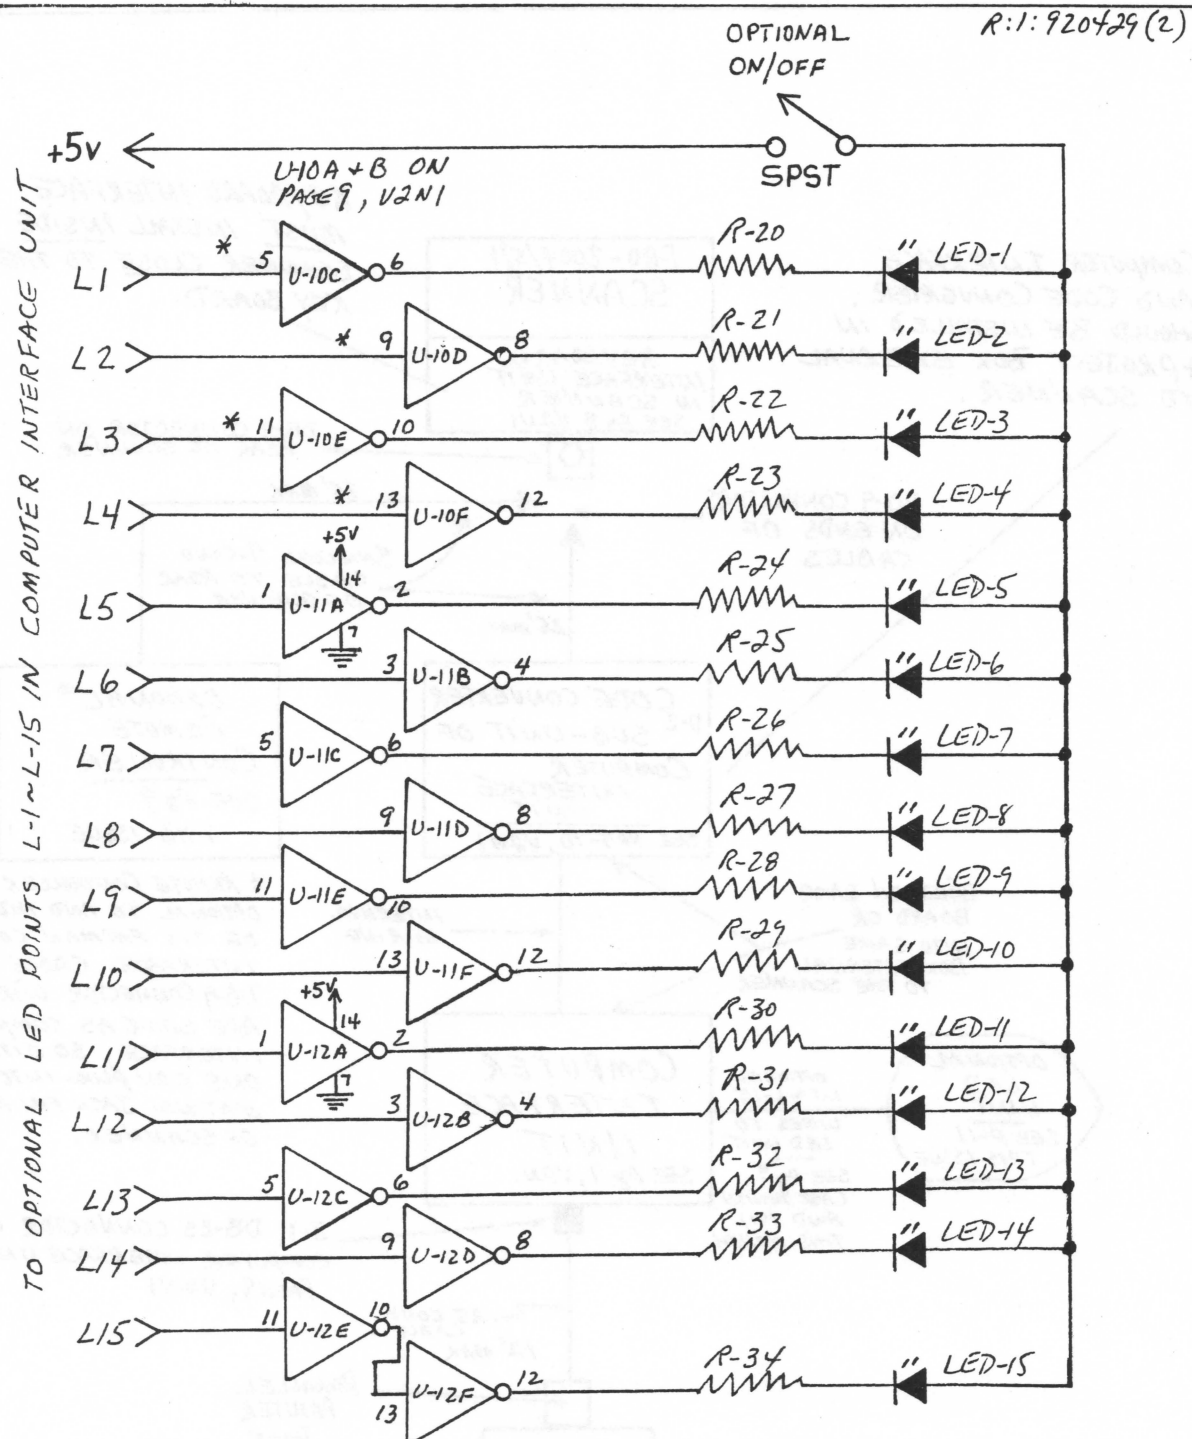 R:1:920429(2)
OPTIONAL
ON/OFF
+5V
SPST
U-10A + B ON
PAGE 9, V2N1
TO OPTIONAL LED POINTS L-1 ~ L-15 IN COMPUTER INTERFACE UNIT
L1 * 5 U-10C 6 R-20 LED-1
L2 * 9 U-10D 8 R-21 LED-2
L3 * 11 U-10E 10 R-22 LED-3
L4 * 13 U-10F 12 R-23 LED-4
+5V
14
L5 1 U-11A 2 R-24 LED-5
7
L6 3 U-11B 4 R-25 LED-6
L7 5 U-11C 6 R-26 LED-7
L8 9 U-11D 8 R-27 LED-8
L9 11 U-11E 10 R-28 LED-9
L10 13 U-11F 12 R-29 LED-10
+5V
14
L11 1 U-12A 2 R-30 LED-11
7
L12 3 U-12B 4 R-31 LED-12
L13 5 U-12C 6 R-32 LED-13
L14 9 U-12D 8 R-33 LED-14
L15 11 U-12E 10
13 U-12F 12 R-34 LED-15